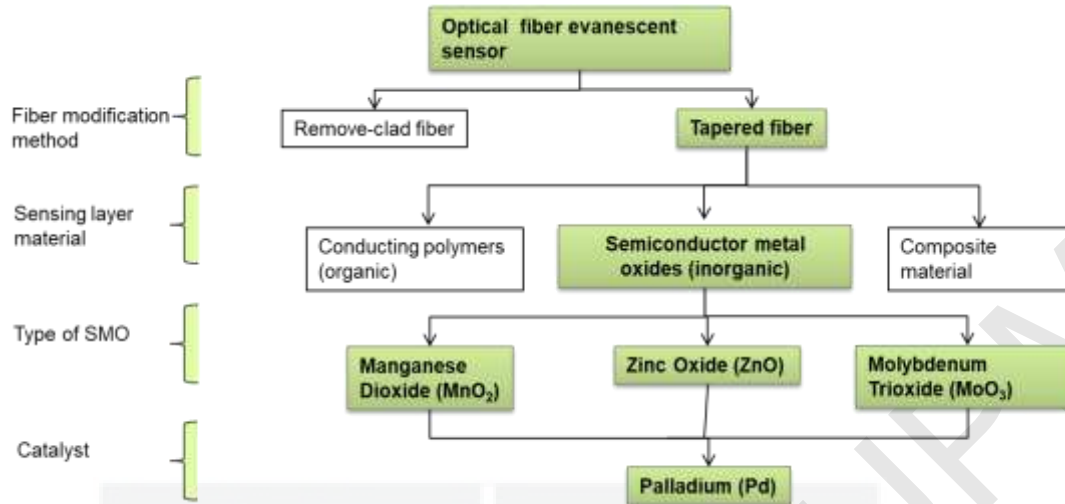 Optical fiber evanescent
sensor
Fiber modification
method
Remove-clad fiber
Tapered fiber
Sensing layer
material
Conducting polymers
(organic)
Semiconductor metal
oxides (inorganic)
Composite
material
Type of SMO
Manganese
Dioxide (MnO₂)
Zinc Oxide (ZnO)
Molybdenum
Trioxide (MoO₃)
Catalyst
Palladium (Pd)